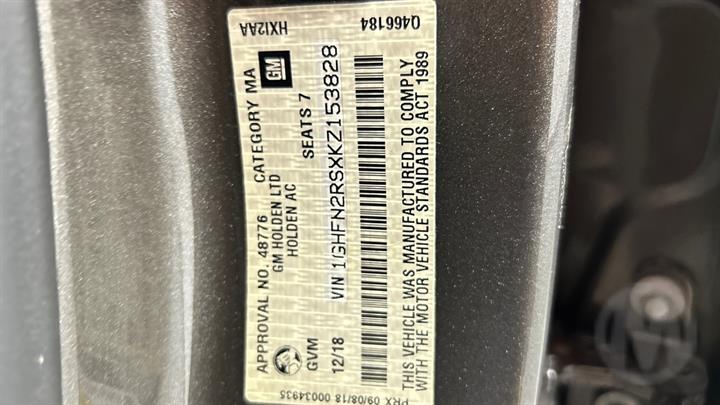 HX12AA Q466184
APPROVAL NO. 48776 CATEGORY MA
GM HOLDEN LTD GM
HOLDEN AC
GVM SEATS 7
12/18 VIN 1GHFN2RSXKZ153828
THIS VEHICLE WAS MANUFACTURED TO COMPLY
WITH THE MOTOR VEHICLE STANDARDS ACT 1989
PRX 09/08/18 00034935